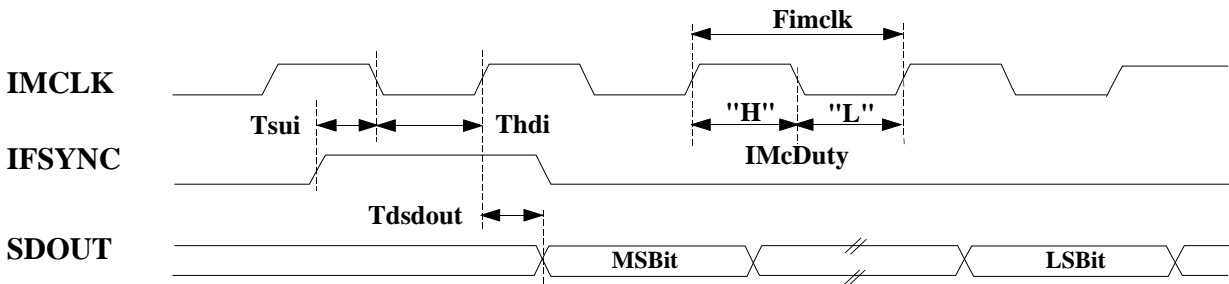 Fimclk
IMCLK
"H" "L"
Tsui Thdi
IMcDuty
IFSYNC
Tdsdout
SDOUT
MSBit LSBit